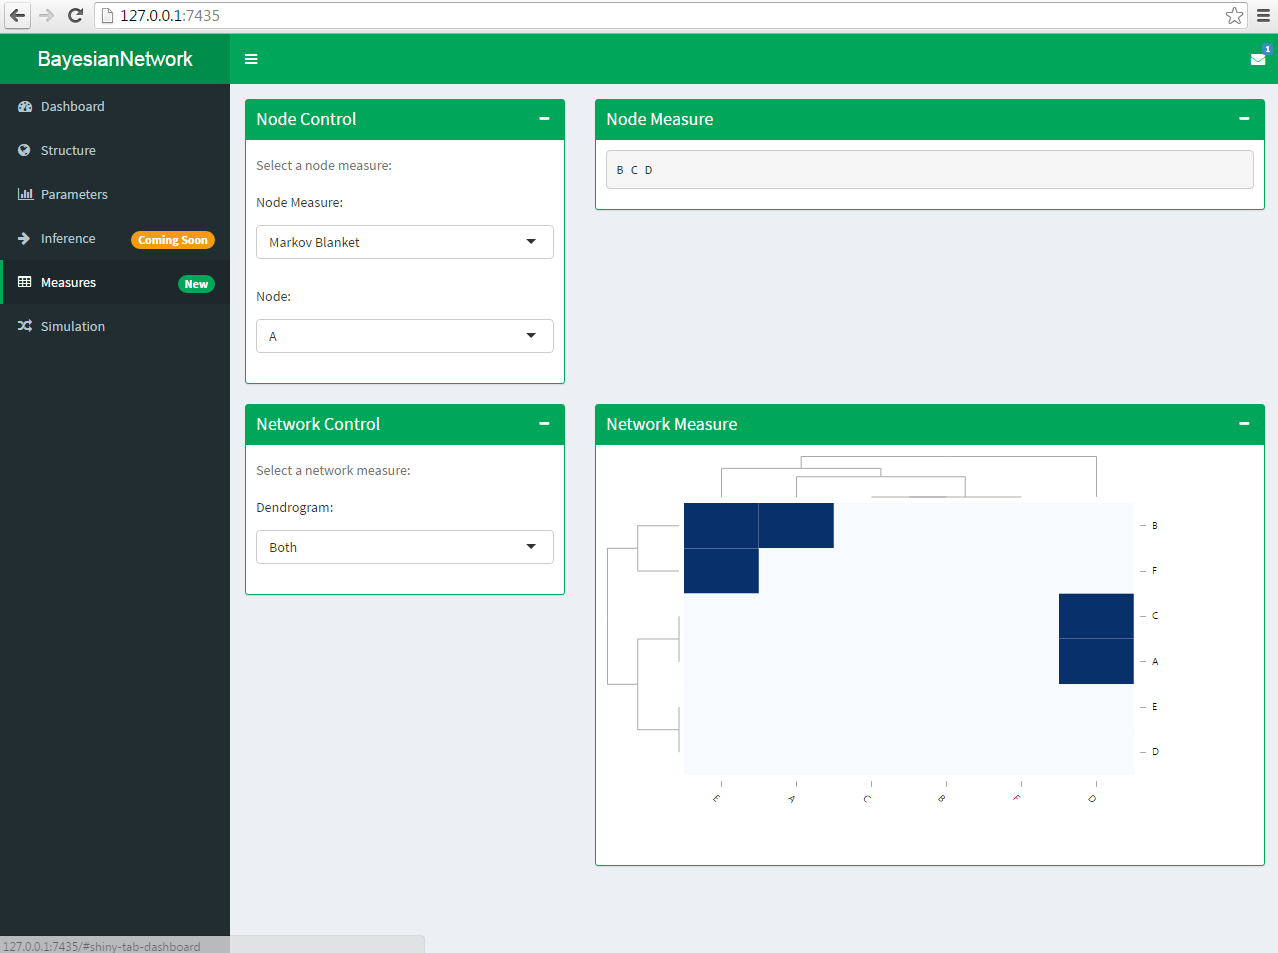 127.0.0.1:7435
BayesianNetwork
1
Dashboard
Structure
Parameters
Inference Coming Soon
Measures New
Simulation
Node Control
Select a node measure:
Node Measure:
Markov Blanket
Node:
A
Node Measure
B C D
Network Control
Select a network measure:
Dendrogram:
Both
Network Measure
B
F
C
A
E
D
E A C B F D
127.0.0.1:7435/#shiny-tab-dashboard